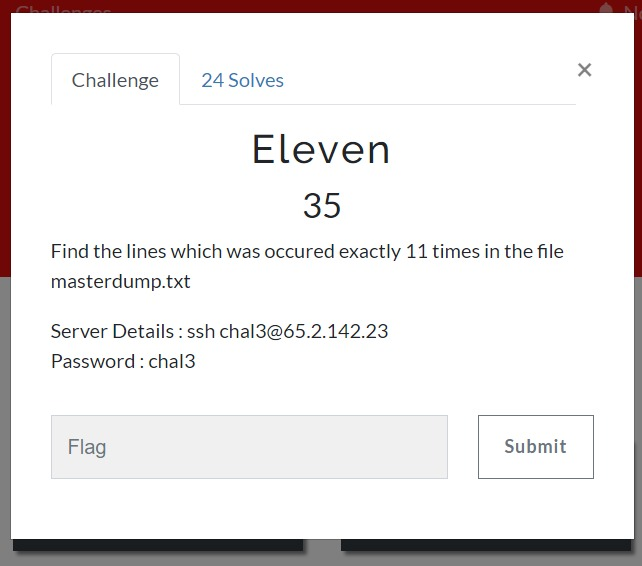 Challenges
Challenge
24 Solves
×
Eleven
35
Find the lines which was occured exactly 11 times in the file
masterdump.txt
Server Details : ssh chal3@65.2.142.23
Password : chal3
Flag
Submit